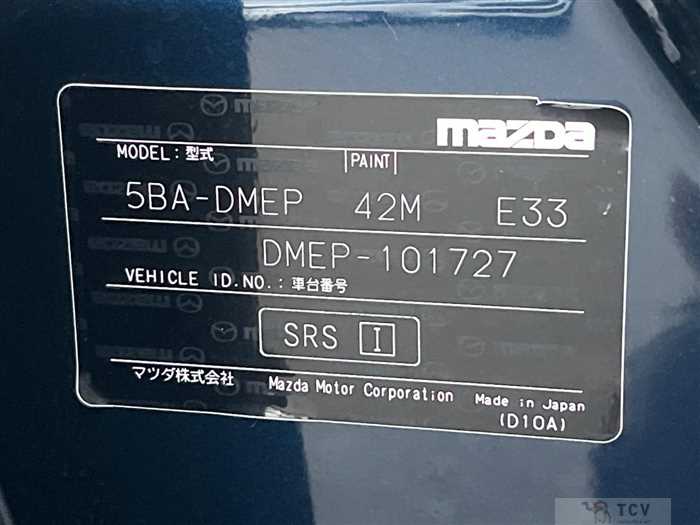 mazda
MODEL：型式 PAINT
5BA-DMEP 42M E33
DMEP-101727
VEHICLE ID.NO.：車台番号
SRS I
マツダ株式会社 Mazda Motor Corporation Made in Japan
(D10A)
TCV